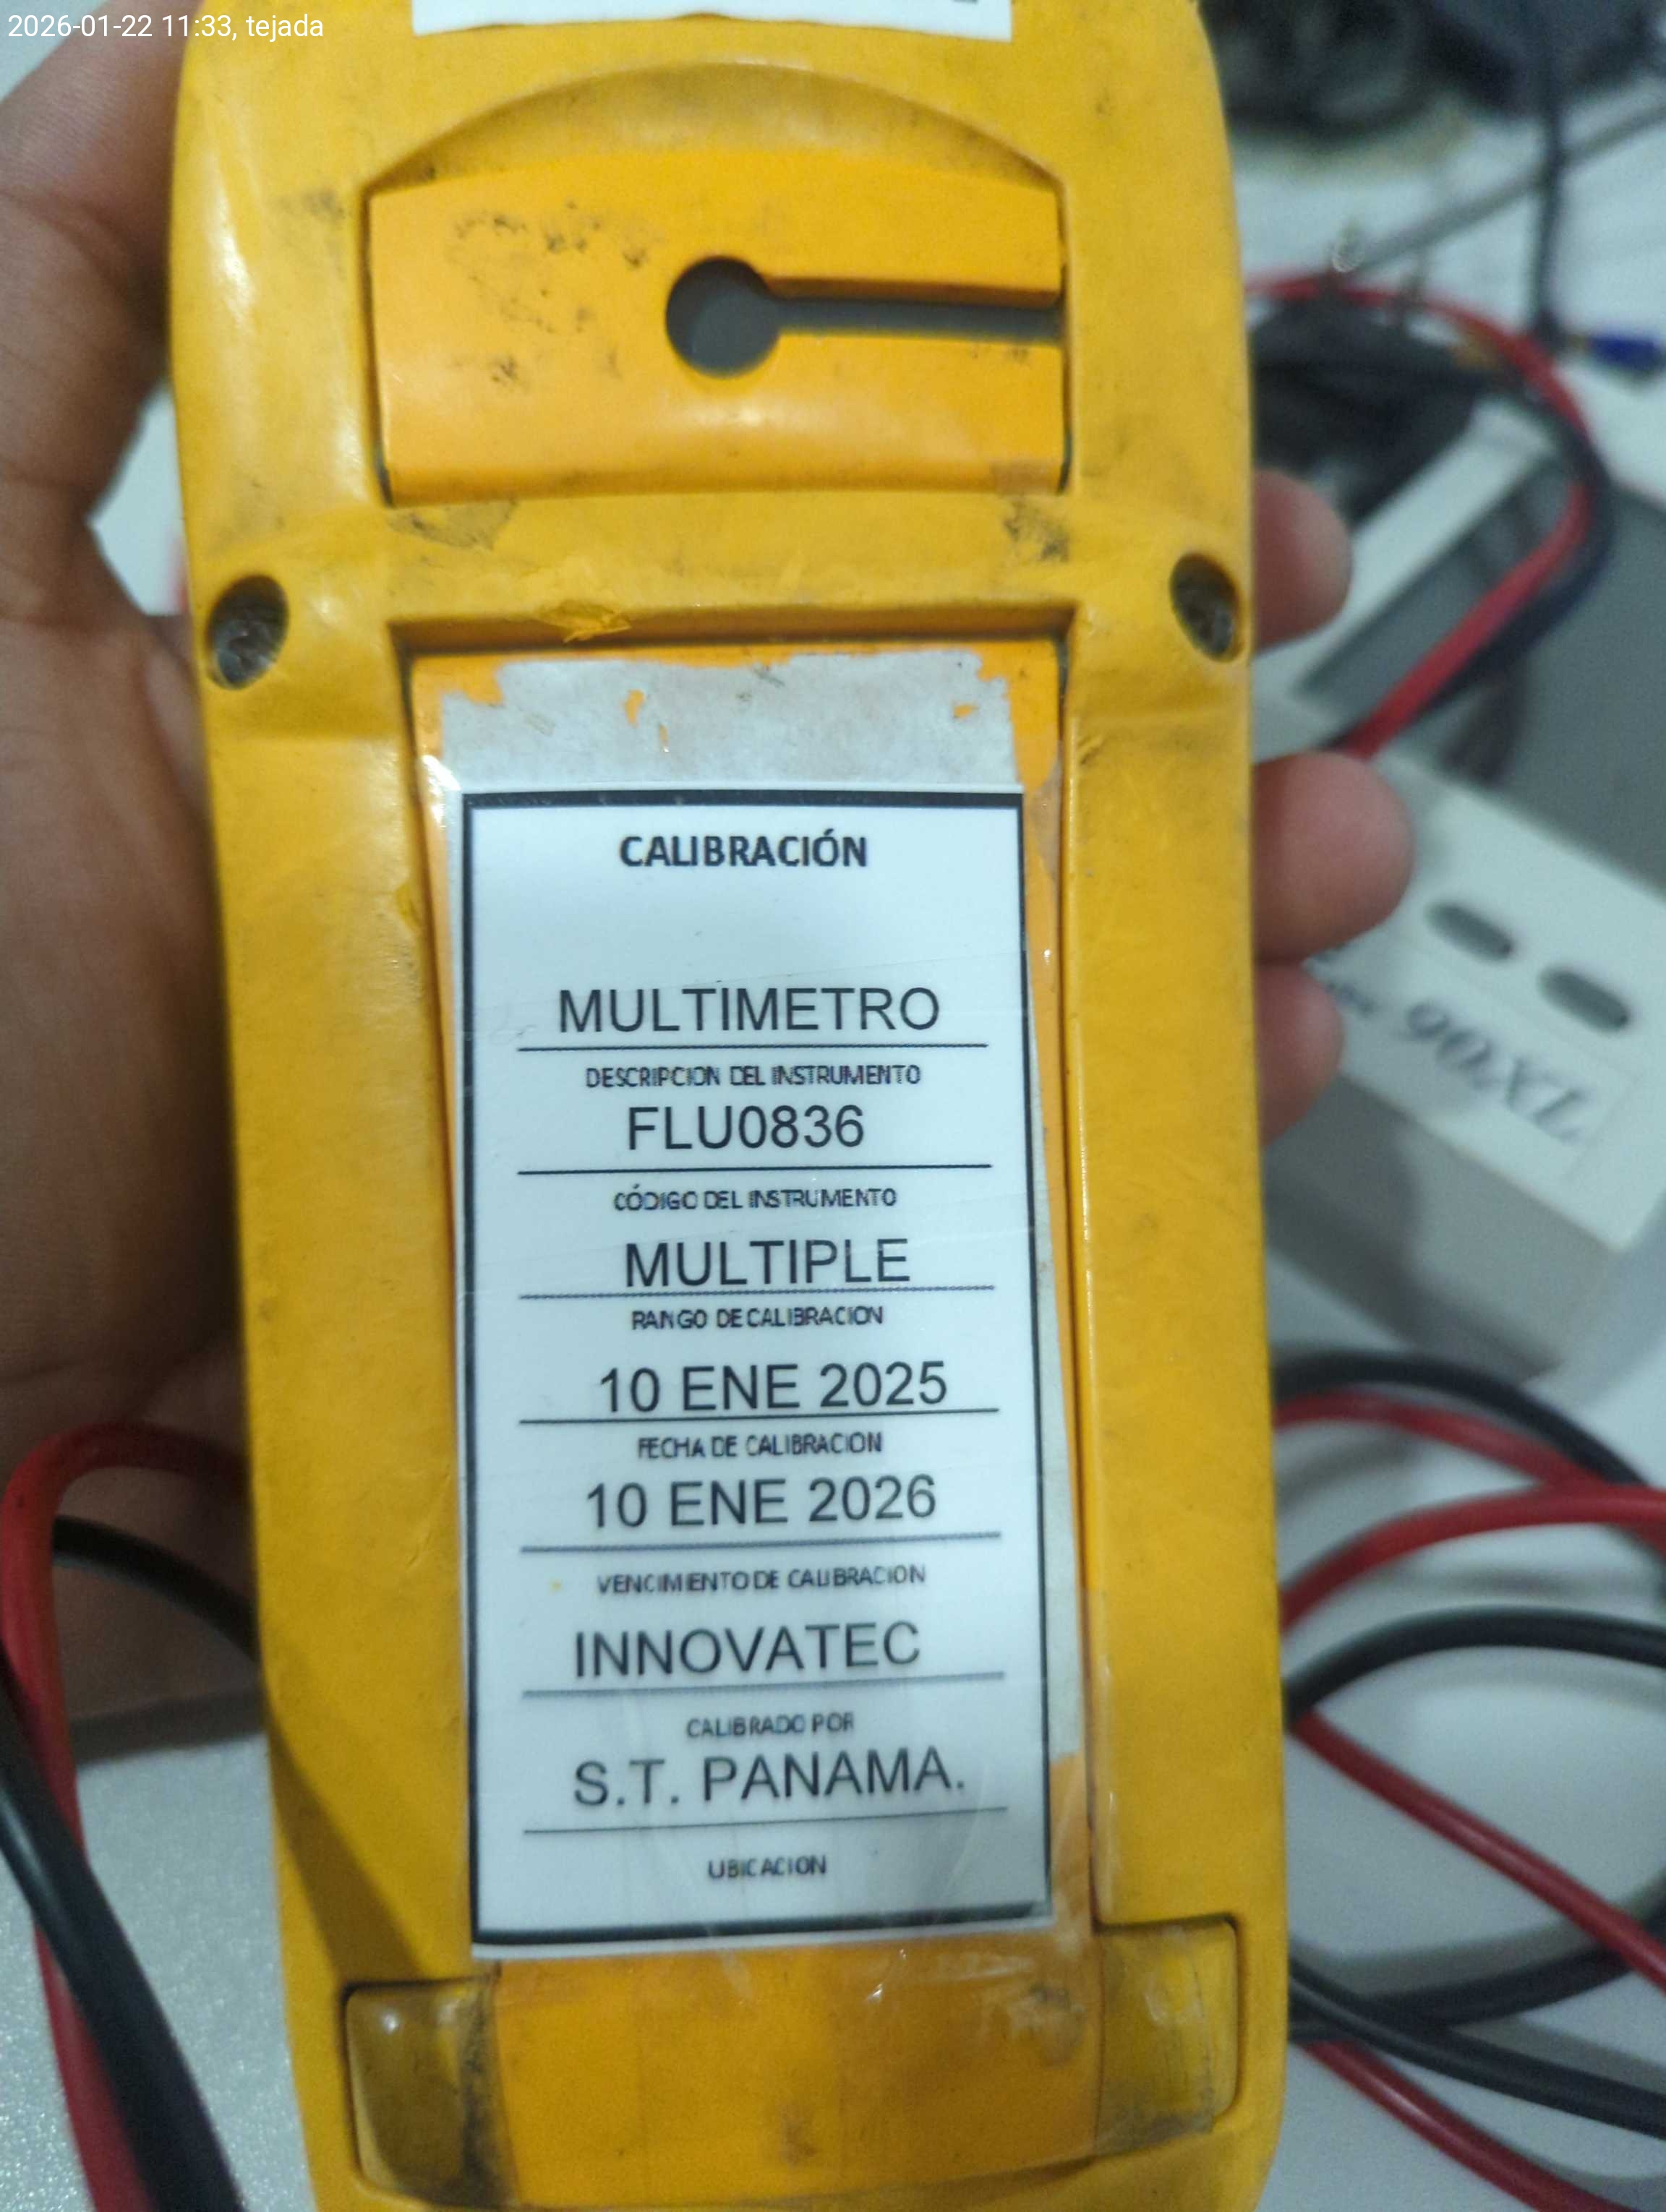 2026-01-22 11:33, tejada
CALIBRACIÓN
MULTIMETRO
DESCRIPCION DEL INSTRUMENTO
FLU0836
CÓDIGO DEL INSTRUMENTO
MULTIPLE
RANGO DE CALIBRACION
10 ENE 2025
FECHA DE CALIBRACION
10 ENE 2026
VENCIMIENTO DE CALIBRACION
INNOVATEC
CALIBRADO POR
S.T. PANAMA.
UBICACION
90XL